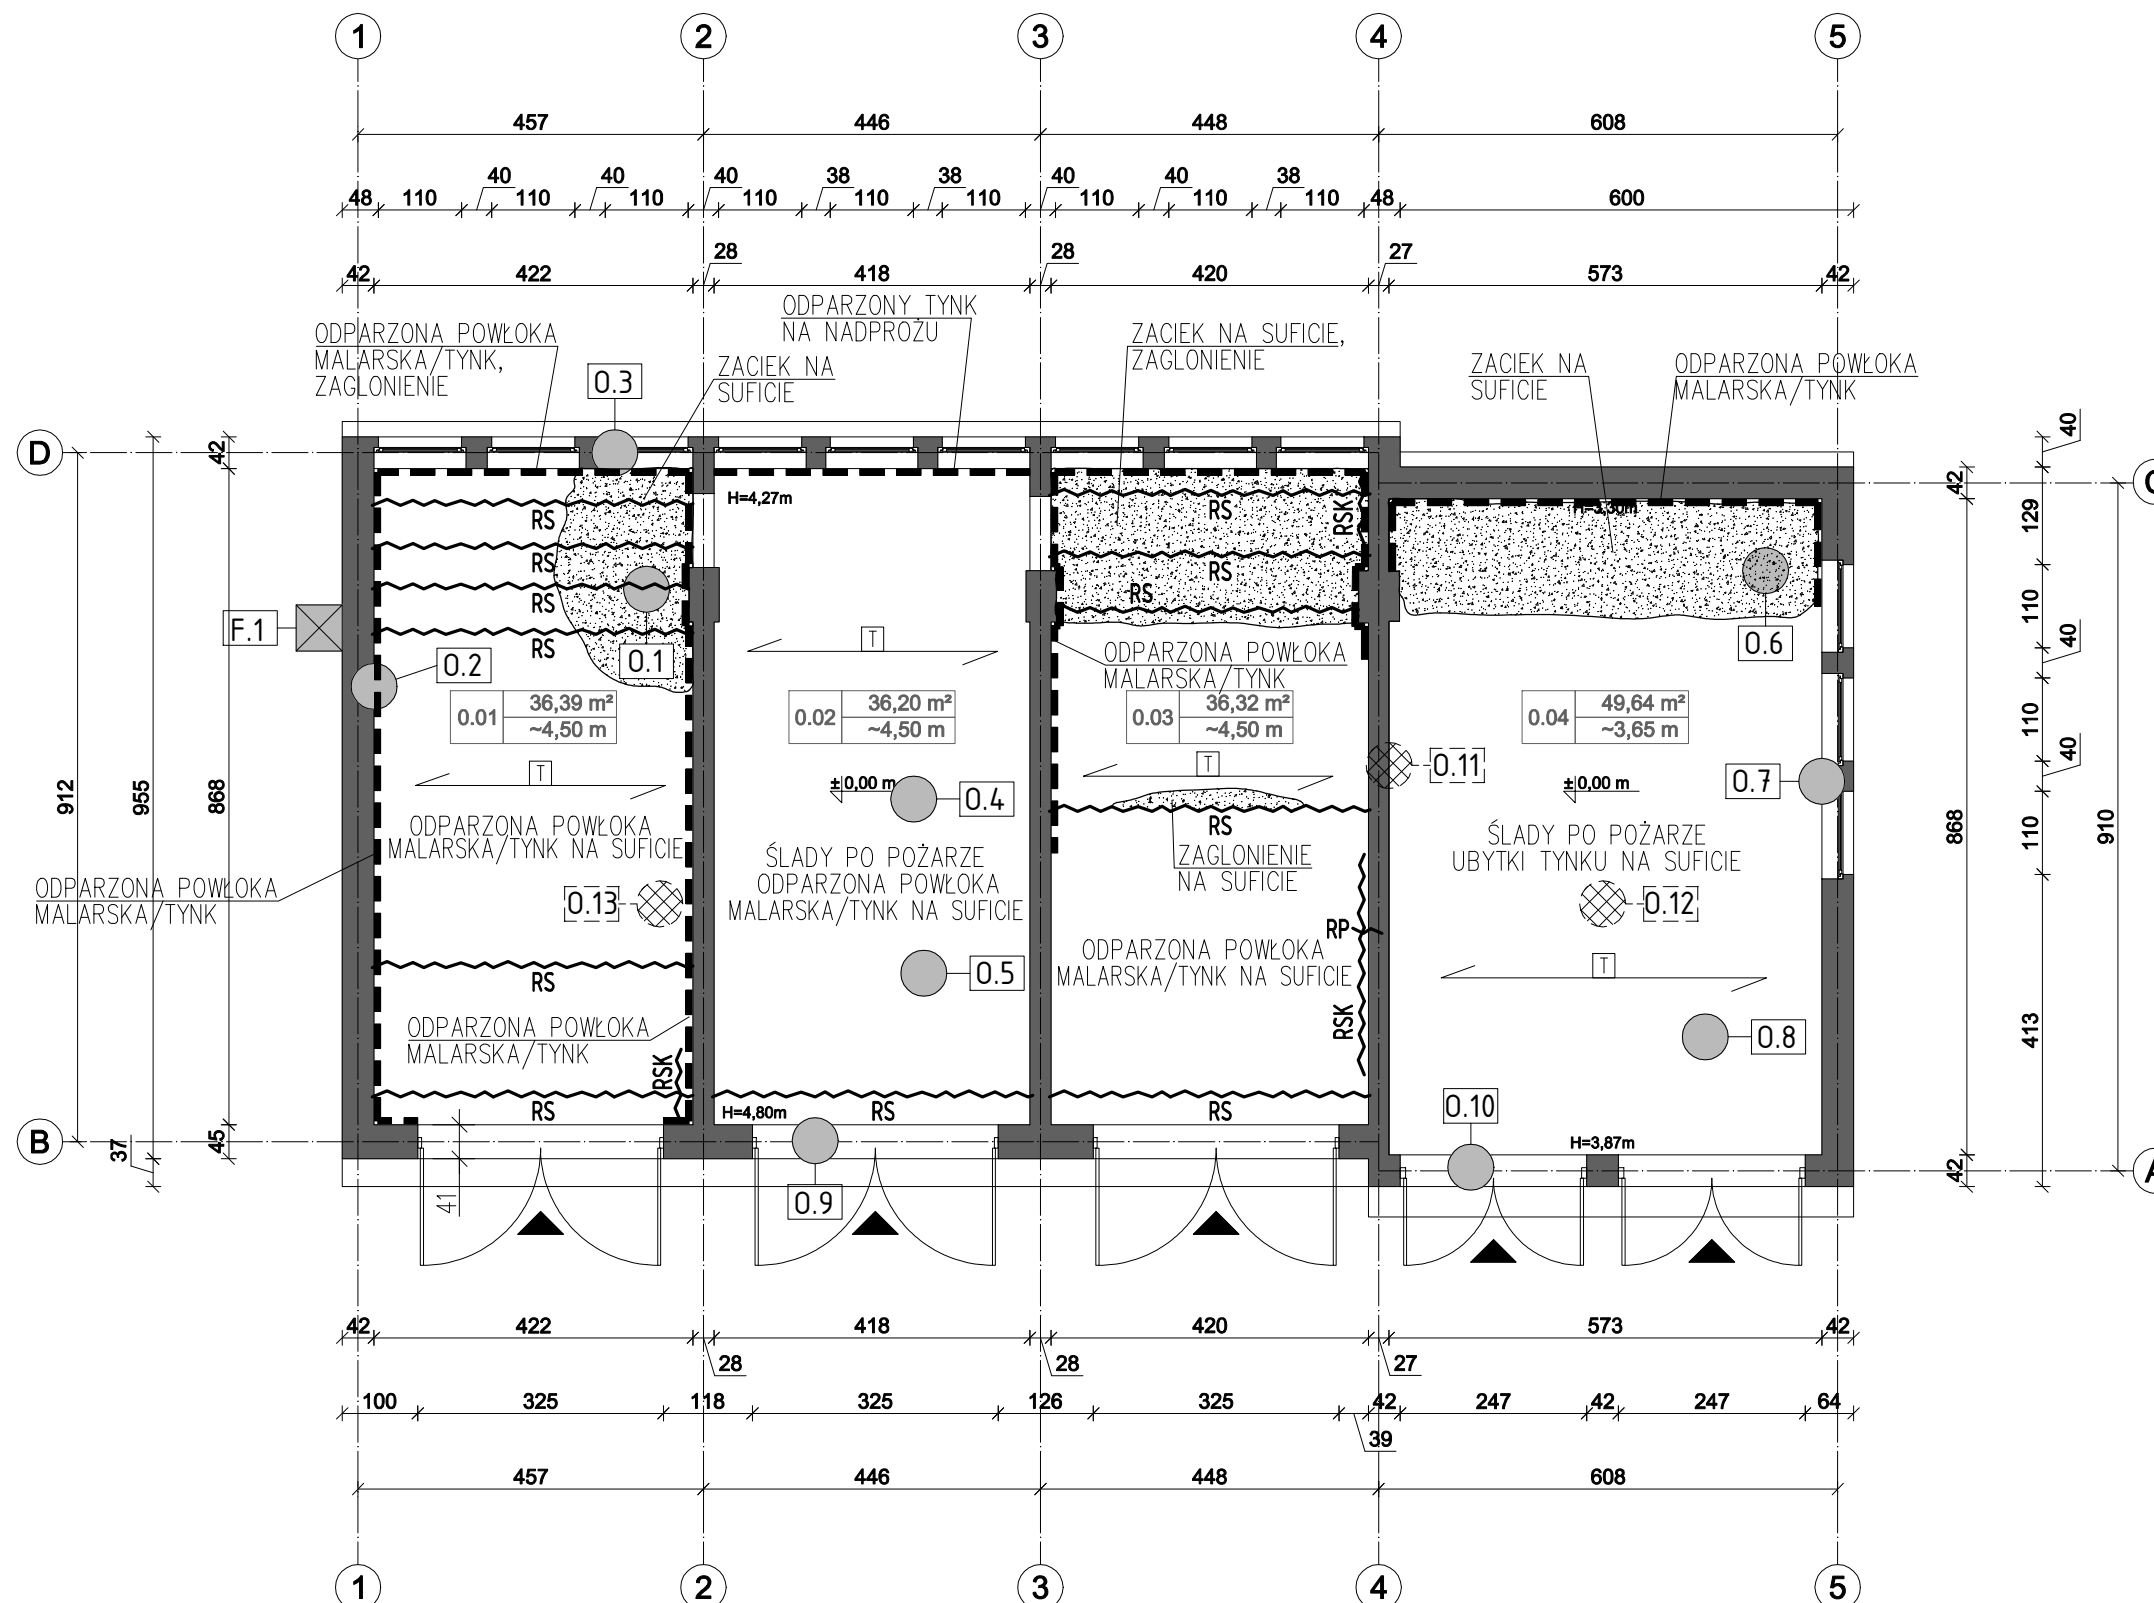 1 2 3 4 5
457 446 448 608
40 40 40 38 38 40 40 38
48 110 110 110 110 110 110 110 110 110 48 600
28 28 27
42 422 418 420 573 42
ODPARZONA POWŁOKA
MALARSKA/TYNK,
ZAGLONIENIE
ODPARZONY TYNK
NA NADPROŻU
ZACIEK NA
SUFICIE
ZACIEK NA SUFICIE,
ZAGLONIENIE
ZACIEK NA
SUFICIE
ODPARZONA POWŁOKA
MALARSKA/TYNK
0.3
D
42
40
H=4,27m
H=3,30m
42
129
RS
RS
RS
RS
RS
RS
RS
RSK
F.1
0.2
0.1
T
0.6
110
40
ODPARZONA POWŁOKA
MALARSKA/TYNK
0.01 36,39 m²
~4,50 m
0.02 36,20 m²
~4,50 m
0.03 36,32 m²
~4,50 m
0.04 49,64 m²
~3,65 m
110
40
912 955 868
T
±0,00 m
0.4
T
0.11
±0,00 m
0.7
868 110 910
ODPARZONA POWŁOKA
MALARSKA/TYNK NA SUFICIE
RS
ŚLADY PO POŻARZE
ODPARZONA POWŁOKA
MALARSKA/TYNK NA SUFICIE
ZAGLONIENIE
NA SUFICIE
ŚLADY PO POŻARZE
UBYTKI TYNKU NA SUFICIE
ODPARZONA POWŁOKA
MALARSKA/TYNK
0.13
0.12
RP
ODPARZONA POWŁOKA
MALARSKA/TYNK NA SUFICIE
RS
0.5
T
ODPARZONA POWŁOKA
MALARSKA/TYNK
RSK
RSK
0.8
413
RS
RS
H=4,80m
RS
0.10
B
37
45
H=3,87m
42
41
0.9
42 422 418 420 573 42
28 28 27
100 325 118 325 126 325 42 247 42 247 64
39
457 446 448 608
1 2 3 4 5